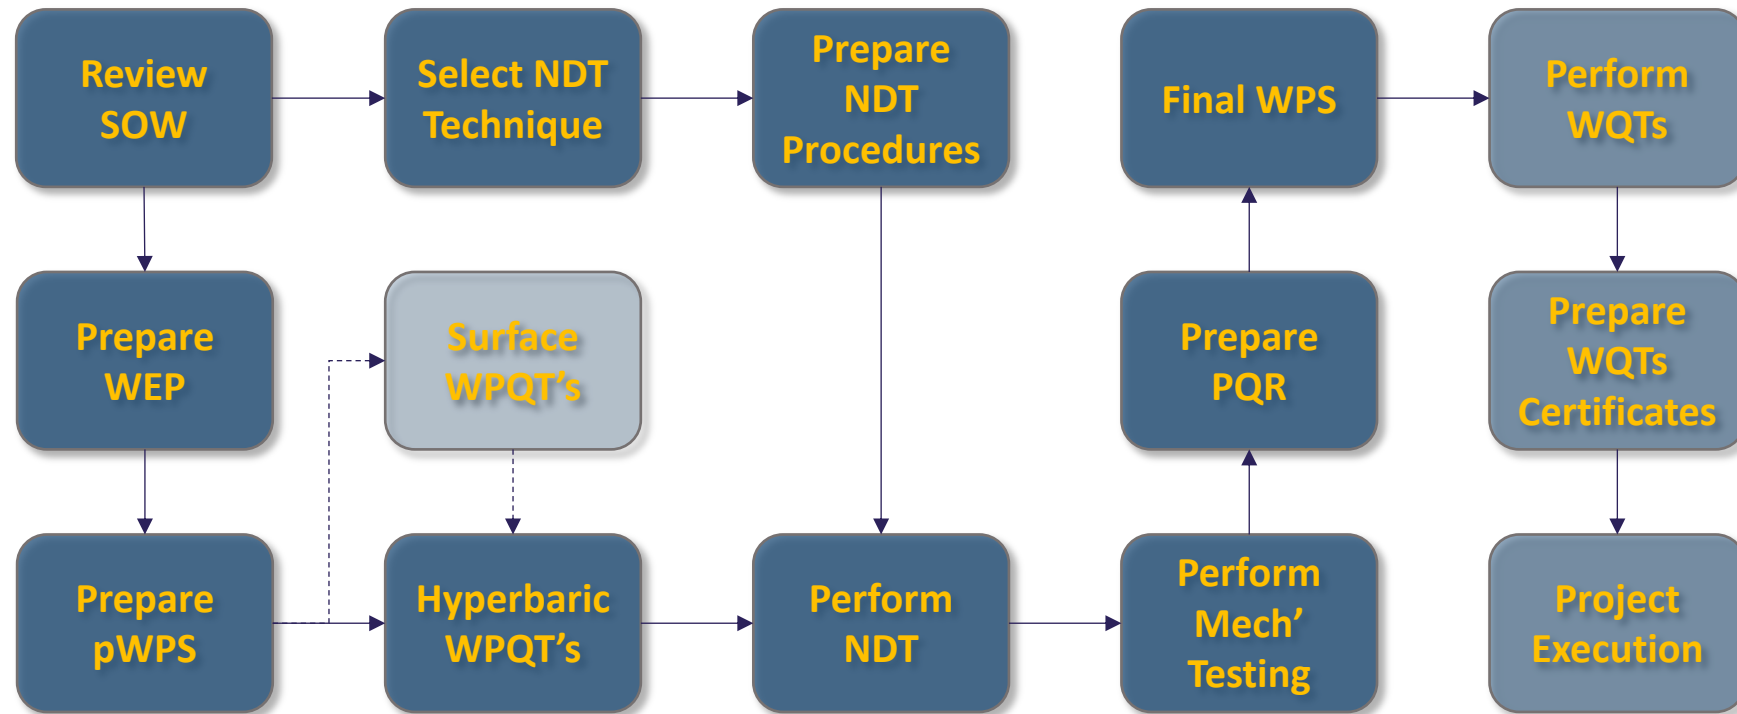 Review
SOW
Select NDT
Technique
Prepare
NDT
Procedures
Final WPS
Perform
WQTs
Prepare
WEP
Surface
WPQT’s
Prepare
PQR
Prepare
WQTs
Certificates
Prepare
pWPS
Hyperbaric
WPQT’s
Perform
NDT
Perform
Mech’
Testing
Project
Execution